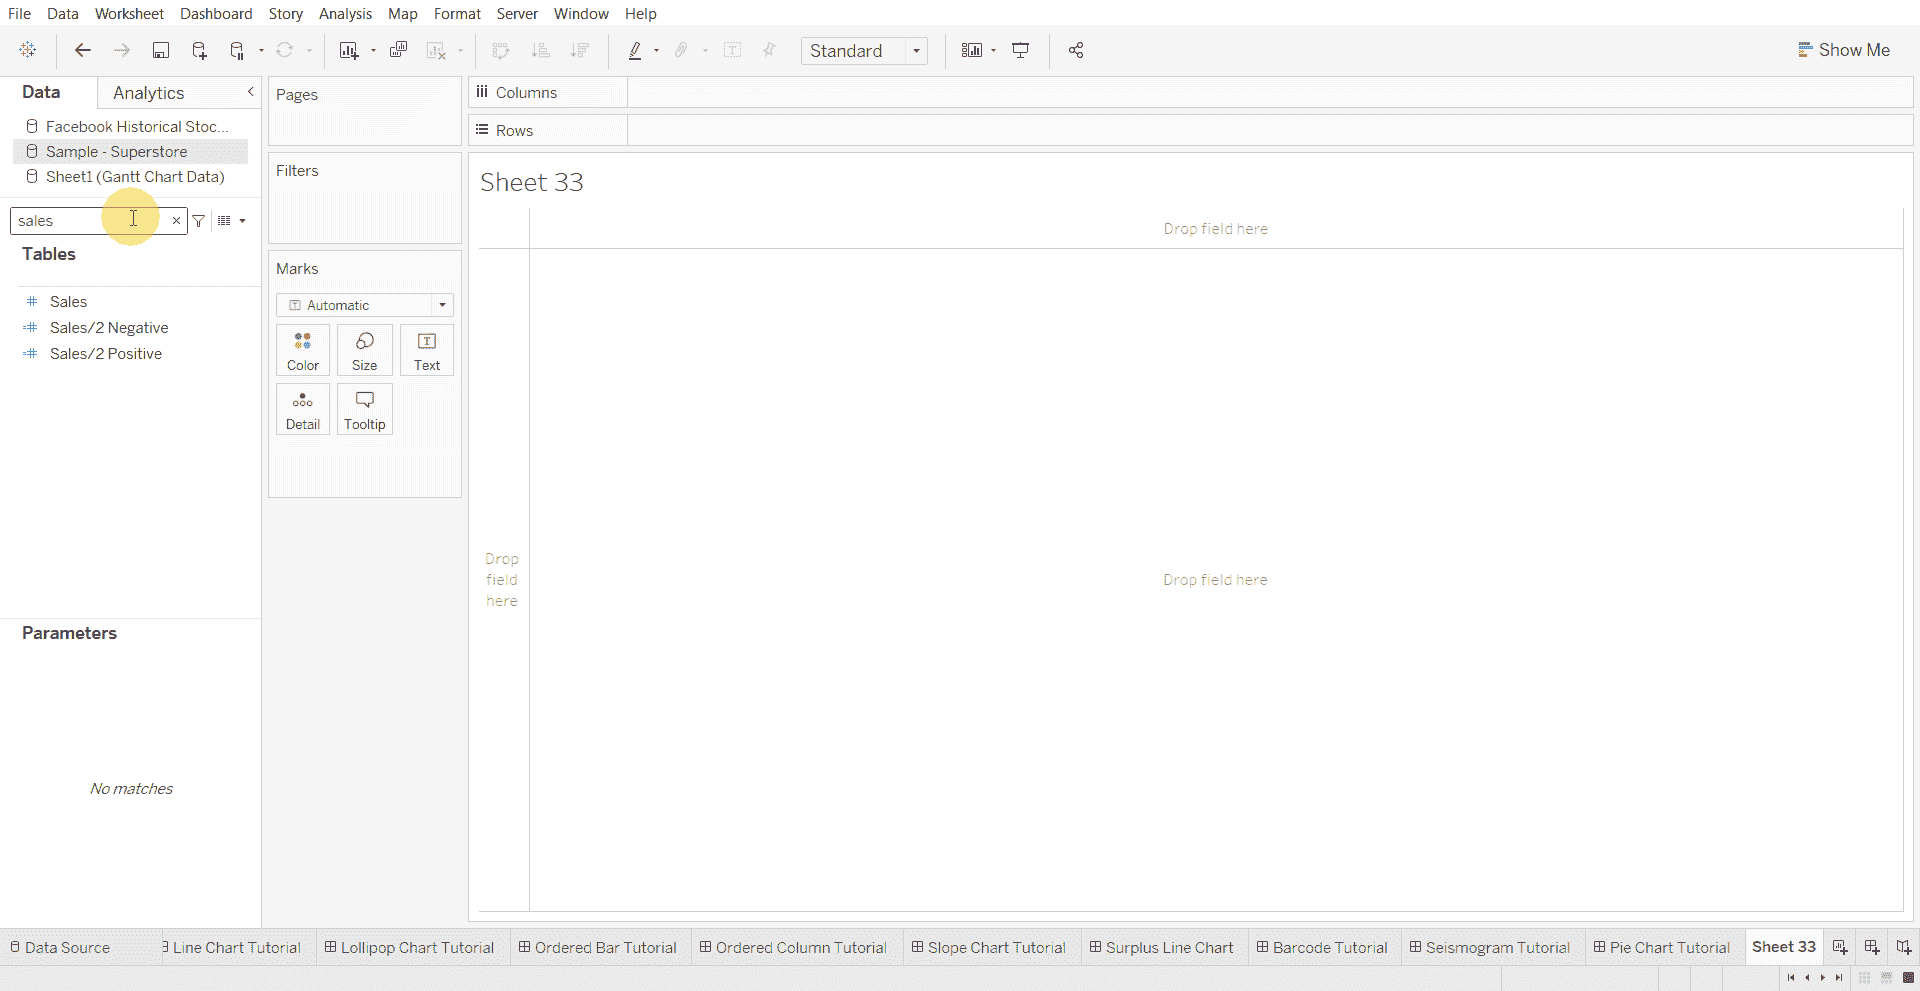 File Data Worksheet Dashboard Story Analysis Map Format Server Window Help
Standard
Show Me
Data Analytics
Facebook Historical Stoc...
Sample - Superstore
Sheet1 (Gantt Chart Data)
sales
Tables
Sales
Sales/2 Negative
Sales/2 Positive
Parameters
No matches
Pages
Filters
Marks
Automatic
Color Size Text
Detail Tooltip
Columns
Rows
Sheet 33
Drop field here
Drop
field
here
Drop field here
Data Source Line Chart Tutorial Lollipop Chart Tutorial Ordered Bar Tutorial Ordered Column Tutorial Slope Chart Tutorial Surplus Line Chart Barcode Tutorial Seismogram Tutorial Pie Chart Tutorial Sheet 33